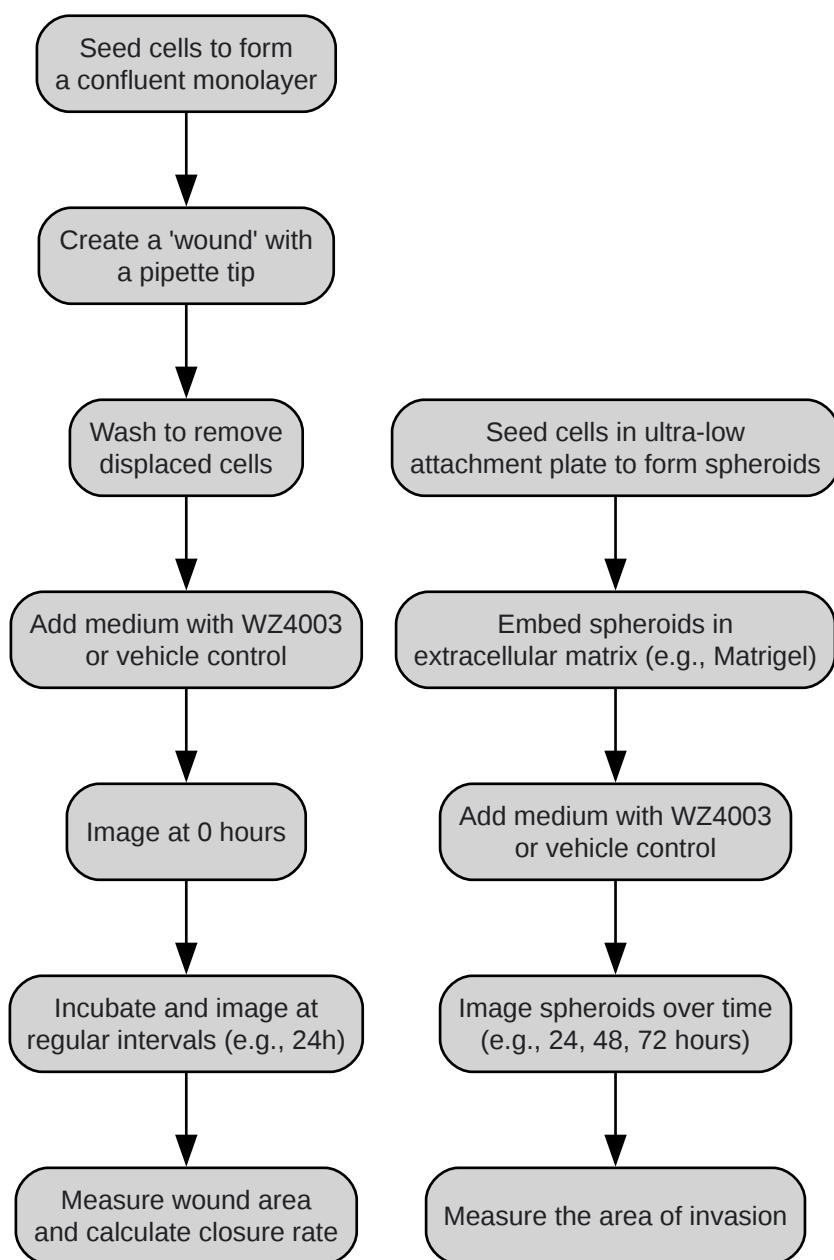 Seed cells to form
a confluent monolayer
Create a 'wound' with
a pipette tip
Wash to remove
displaced cells
Add medium with WZ4003
or vehicle control
Image at 0 hours
Incubate and image at
regular intervals (e.g., 24h)
Measure wound area
and calculate closure rate
Seed cells in ultra-low
attachment plate to form spheroids
Embed spheroids in
extracellular matrix (e.g., Matrigel)
Add medium with WZ4003
or vehicle control
Image spheroids over time
(e.g., 24, 48, 72 hours)
Measure the area of invasion